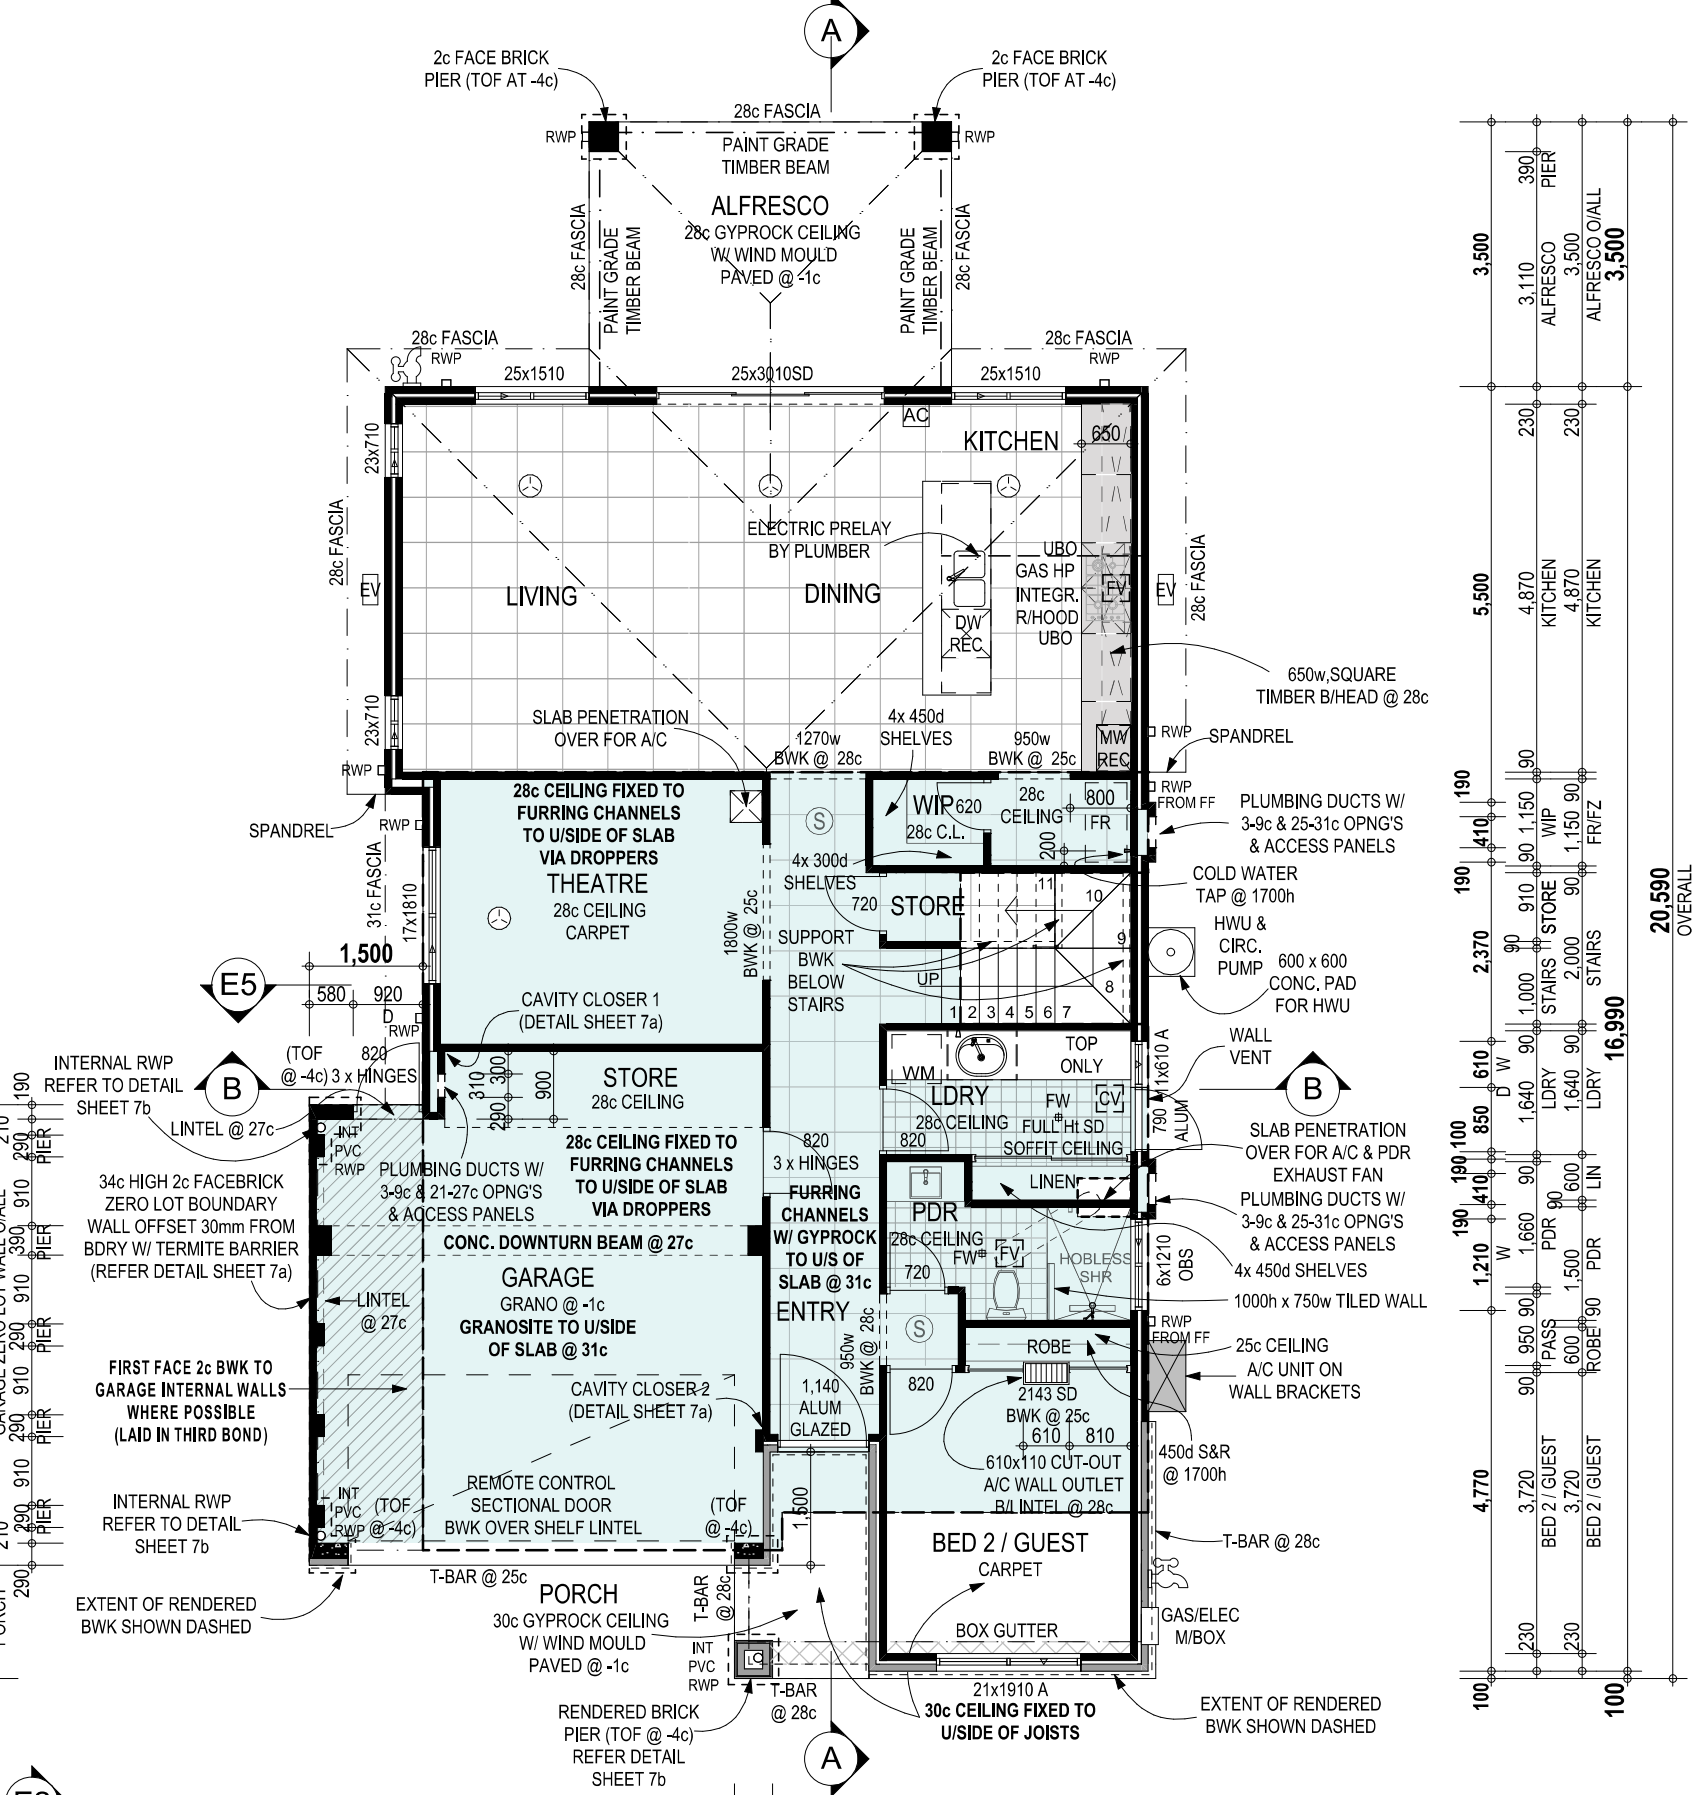 A
2c FACE BRICK
PIER (TOF AT -4c)
2c FACE BRICK
PIER (TOF AT -4c)
28c FASCIA
RWP
RWP
PAINT GRADE
TIMBER BEAM
ALFRESCO
28c GYPROCK CEILING
W/ WIND MOULD
PAVED @ -1c
28c FASCIA
PAINT GRADE
TIMBER BEAM
PAINT GRADE
TIMBER BEAM
28c FASCIA
28c FASCIA
RWP
28c FASCIA
RWP
25x1510
25x3010SD
25x1510
AC
KITCHEN
650
23x710
28c FASCIA
EV
ELECTRIC PRELAY
BY PLUMBER
UBO
GAS HP
INTEGR.
R/HOOD
UBO
EV
EV
28c FASCIA
LIVING
DINING
DW
REC
650w,SQUARE
TIMBER B/HEAD @ 28c
23x710
SLAB PENETRATION
OVER FOR A/C
4x 450d
SHELVES
1270w
BWK @ 28c
950w
BWK @ 25c
MW
REC
RWP
SPANDREL
RWP
RWP
FROM FF
28c CEILING FIXED TO
FURRING CHANNELS
TO U/SIDE OF SLAB
VIA DROPPERS
THEATRE
28c CEILING
CARPET
WIP
620
28c C.L.
28c
CEILING
800
FR
200
S
PLUMBING DUCTS W/
3-9c & 25-31c OPNG'S
& ACCESS PANELS
SPANDREL
RWP
31c FASCIA
17x1810
4x 300d
SHELVES
720
STORE
11
10
9
8
COLD WATER
TAP @ 1700h
HWU &
CIRC.
PUMP
600 x 600
CONC. PAD
FOR HWU
1800w
BWK @ 25c
SUPPORT
BWK
BELOW
STAIRS
UP
1 2 3 4 5 6 7
1,500
580
920
E5
D
RWP
CAVITY CLOSER 1
(DETAIL SHEET 7a)
INTERNAL RWP
REFER TO DETAIL
SHEET 7b
B
(TOF
@ -4c)
820
3 x HINGES
LINTEL @ 27c
310
300
290
900
STORE
28c CEILING
WM
TOP
ONLY
LDRY
28c CEILING
FW
CV
FULL Ht SD
SOFFIT CEILING
11x610 A
790
ALUM
WALL
VENT
B
INT
PVC
RWP
PLUMBING DUCTS W/
3-9c & 21-27c OPNG'S
& ACCESS PANELS
28c CEILING FIXED TO
FURRING CHANNELS
TO U/SIDE OF SLAB
VIA DROPPERS
820
3 x HINGES
820
LINEN
SLAB PENETRATION
OVER FOR A/C & PDR
EXHAUST FAN
PLUMBING DUCTS W/
3-9c & 25-31c OPNG'S
& ACCESS PANELS
34c HIGH 2c FACEBRICK
ZERO LOT BOUNDARY
WALL OFFSET 30mm FROM
BDRY W/ TERMITE BARRIER
(REFER DETAIL SHEET 7a)
CONC. DOWNTURN BEAM @ 27c
FURRING
CHANNELS
W/ GYPROCK
TO U/S OF
SLAB @ 31c
PDR
28c CEILING
FW
EV
720
HOBLESS
SHR
6x1210
OBS
4x 450d SHELVES
1000h x 750w TILED WALL
LINTEL
@ 27c
GARAGE
GRANO @ -1c
GRANOSITE TO U/SIDE
OF SLAB @ 31c
ENTRY
950w
BWK @ 28c
S
ROBE
RWP
FROM FF
25c CEILING
A/C UNIT ON
WALL BRACKETS
FIRST FACE 2c BWK TO
GARAGE INTERNAL WALLS
WHERE POSSIBLE
(LAID IN THIRD BOND)
CAVITY CLOSER 2
(DETAIL SHEET 7a)
1,140
ALUM
GLAZED
820
2143 SD
BWK @ 25c
610
810
610x110 CUT-OUT
A/C WALL OUTLET
B/LINTEL @ 28c
450d S&R
@ 1700h
INTERNAL RWP
REFER TO DETAIL
SHEET 7b
INT
PVC
RWP
(TOF
@ -4c)
REMOTE CONTROL
SECTIONAL DOOR
BWK OVER SHELF LINTEL
(TOF
@ -4c)
1,500
BED 2 / GUEST
CARPET
T-BAR @ 28c
T-BAR @ 25c
PORCH
30c GYPROCK CEILING
W/ WIND MOULD
PAVED @ -1c
T-BAR
@ 28c
EXTENT OF RENDERED
BWK SHOWN DASHED
INT
PVC
RWP
BOX GUTTER
GAS/ELEC
M/BOX
T-BAR
@ 28c
21x1910 A
30c CEILING FIXED TO
U/SIDE OF JOISTS
RENDERED BRICK
PIER (TOF @ -4c)
REFER DETAIL
SHEET 7b
EXTENT OF RENDERED
BWK SHOWN DASHED
A
190
210
290 PIER
910
390 PIER
910
290 PIER
910
290 PIER
910
290 PIER
210
290
PORCH
3,500
5,500
190
410
190
2,370
610 W
D
850
100
190
410
190
1,210 W
4,770
100
390 PIER
3,110 ALFRESCO
230
4,870 KITCHEN
90
1,150 WIP
90
910 STORE
90
1,000 STAIRS
90
1,640 LDRY
90
1,660 PDR
90
950 PASS
90
3,720 BED 2 / GUEST
230
3,500 ALFRESCO O/ALL
230
4,870 KITCHEN
90
1,150 FR/FZ
90
2,000 STAIRS
90
1,640 LDRY
90
600 LIN
90
1,500 PDR
90
600 ROBE
3,720 BED 2 / GUEST
230
3,500
16,990
100
20,590
OVERALL